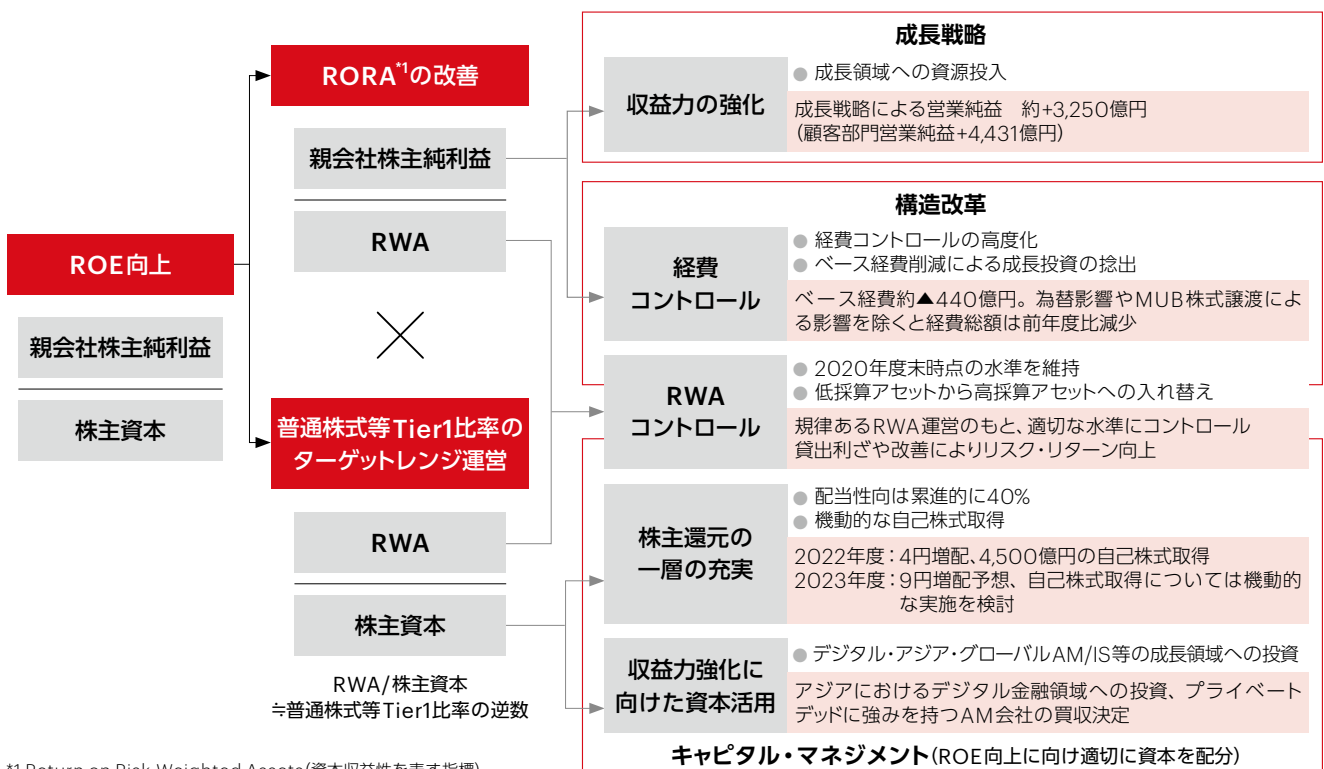 ROE向上
親会社株主純利益
株主資本
RORA*1の改善
親会社株主純利益
RWA
×
普通株式等Tier1比率の
ターゲットレンジ運営
RWA
株主資本
RWA/株主資本
≒普通株式等Tier1比率の逆数
成長戦略
収益力の強化
● 成長領域への資源投入
成長戦略による営業純益 約+3,250億円
(顧客部門営業純益+4,431億円)
構造改革
経費
コントロール
● 経費コントロールの高度化
● ベース経費削減による成長投資の捻出
ベース経費約▲440億円。為替影響やMUB株式譲渡によ
る影響を除くと経費総額は前年度比減少
RWA
コントロール
● 2020年度末時点の水準を維持
● 低採算アセットから高採算アセットへの入れ替え
規律あるRWA運営のもと、適切な水準にコントロール
貸出利ざや改善によりリスク・リターン向上
株主還元の
一層の充実
● 配当性向は累進的に40%
● 機動的な自己株式取得
2022年度：4円増配、4,500億円の自己株式取得
2023年度：9円増配予想、自己株式取得については機動的
な実施を検討
収益力強化に
向けた資本活用
● デジタル・アジア・グローバルAM/IS等の成長領域への投資
アジアにおけるデジタル金融領域への投資、プライベート
デッドに強みを持つAM会社の買収決定
キャピタル・マネジメント(ROE向上に向け適切に資本を配分)
*1 Return on Risk Weighted Assets(資本収益性を表す指標)